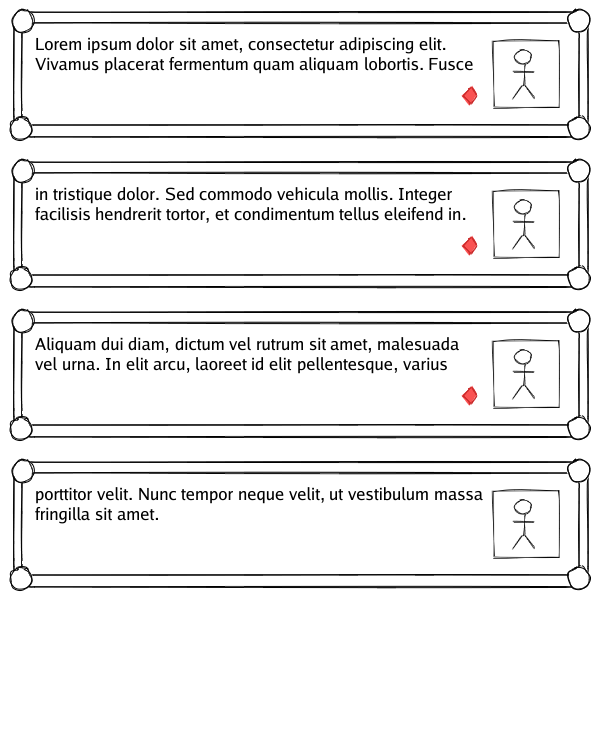 Lorem ipsum dolor sit amet, consectetur adipiscing elit.
Vivamus placerat fermentum quam aliquam lobortis. Fusce
in tristique dolor. Sed commodo vehicula mollis. Integer
facilisis hendrerit tortor, et condimentum tellus eleifend in.
Aliquam dui diam, dictum vel rutrum sit amet, malesuada
vel urna. In elit arcu, laoreet id elit pellentesque, varius
porttitor velit. Nunc tempor neque velit, ut vestibulum massa
fringilla sit amet.